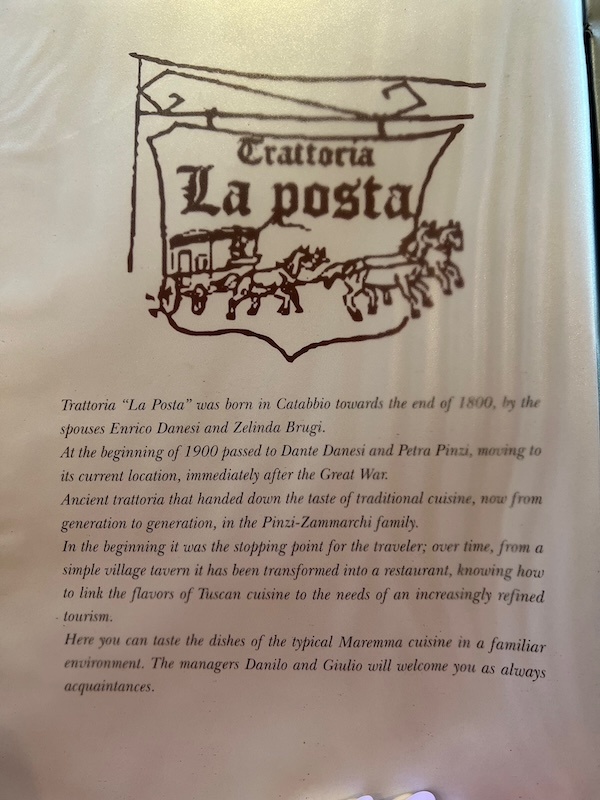 Trattoria
La posta
Trattoria "La Posta" was born in Catabbio towards the end of 1800, by the
spouses Enrico Danesi and Zelinda Brugi.
At the beginning of 1900 passed to Dante Danesi and Petra Pinzi, moving to
its current location, immediately after the Great War.
Ancient trattoria that handed down the taste of traditional cuisine, now from
generation to generation, in the Pinzi-Zammarchi family.
In the beginning it was the stopping point for the traveler; over time, from a
simple village tavern it has been transformed into a restaurant, knowing how
to link the flavors of Tuscan cuisine to the needs of an increasingly refined
tourism.
Here you can taste the dishes of the typical Maremma cuisine in a familiar
environment. The managers Danilo and Giulio will welcome you as always
acquaintances.